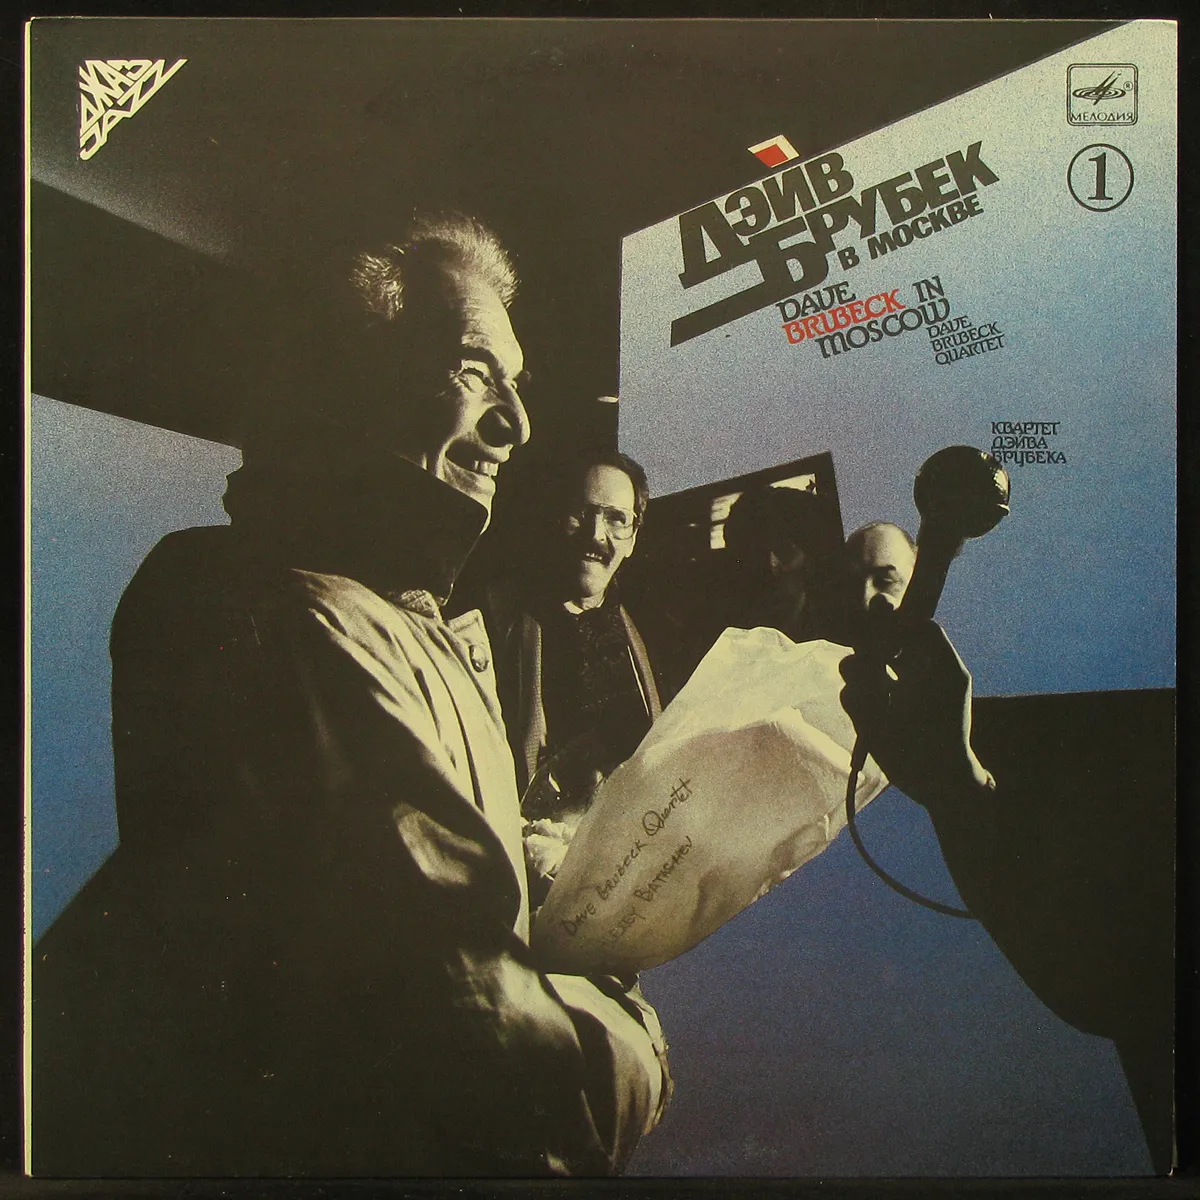 ДЖАЗ
JAZZ
МЕЛОДИЯ
®
1
ДЭЙВ
БРУБЕК
В МОСКВЕ
DAVE
BRUBECK IN
MOSCOW
DAVE
BRUBECK
QUARTET
КВАРТЕТ
ДЭЙВА
БРУБЕКА
DAVE BRUBECK Quartet
BATASHEV